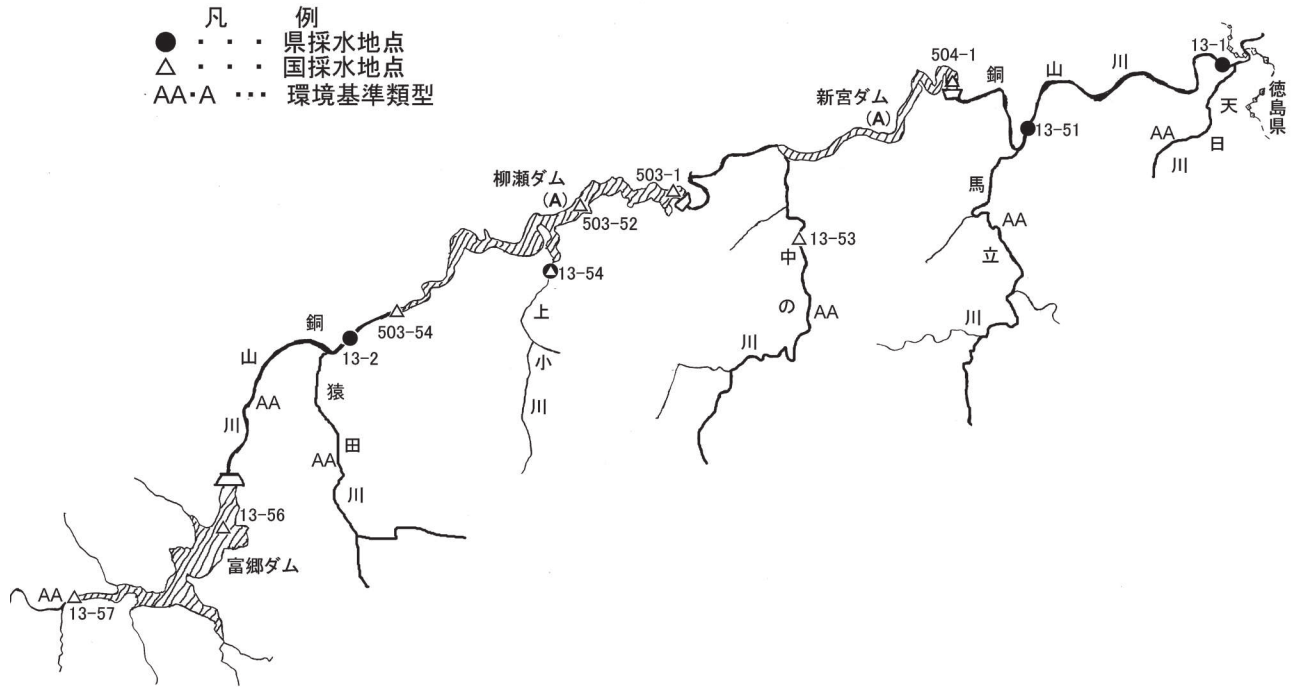 凡 例
● ・・・ 県採水地点
△ ・・・ 国採水地点
AA・A ・・・ 環境基準類型
504-1
銅山川
13-1
天日川
AA
徳島県
新宮ダム
(A)
13-51
馬立川
AA
柳瀬ダム
(A)
503-1
503-52
13-53
中の川
AA
13-54
上小川
503-54
13-2
銅山川
AA
猿田川
AA
13-56
富郷ダム
AA
13-57